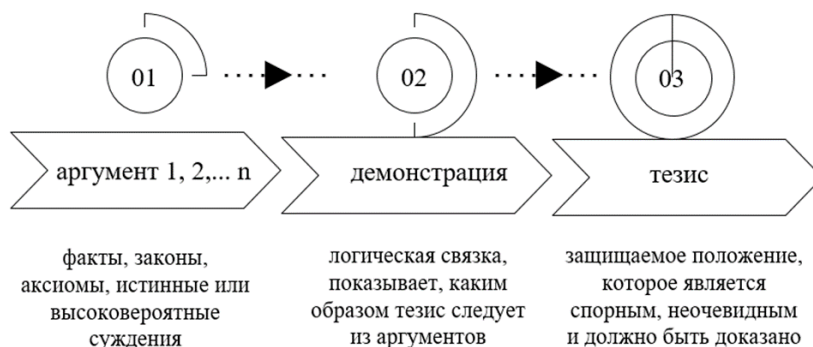 01
02
03
аргумент 1, 2,... n
демонстрация
тезис
факты, законы,
аксиомы, истинные или
высоковероятные
суждения
логическая связка,
показывает, каким
образом тезис следует
из аргументов
защищаемое положение,
которое является
спорным, неочевидным
и должно быть доказано